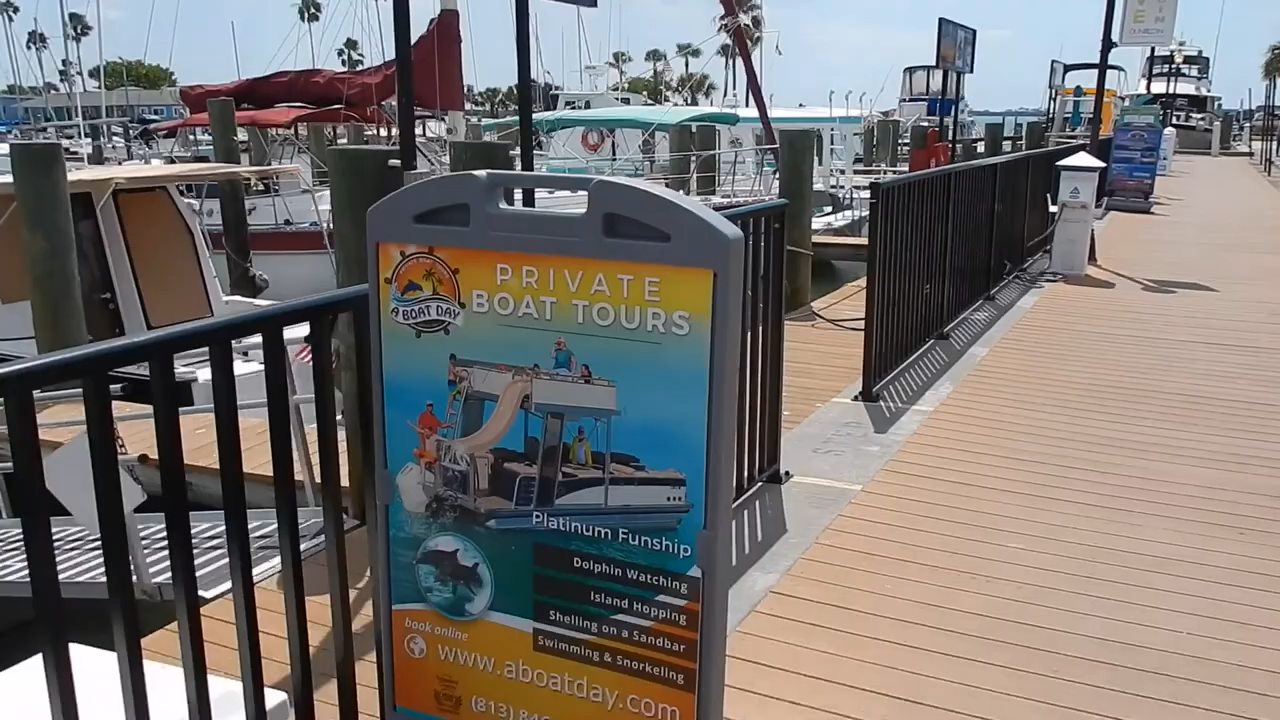 PRIVATE
BOAT TOURS
A BOAT DAY
Platinum Funship
Dolphin Watching
Island Hopping
Shelling on a Sandbar
Swimming & Snorkeling
book online
www.aboatday.com
(813)